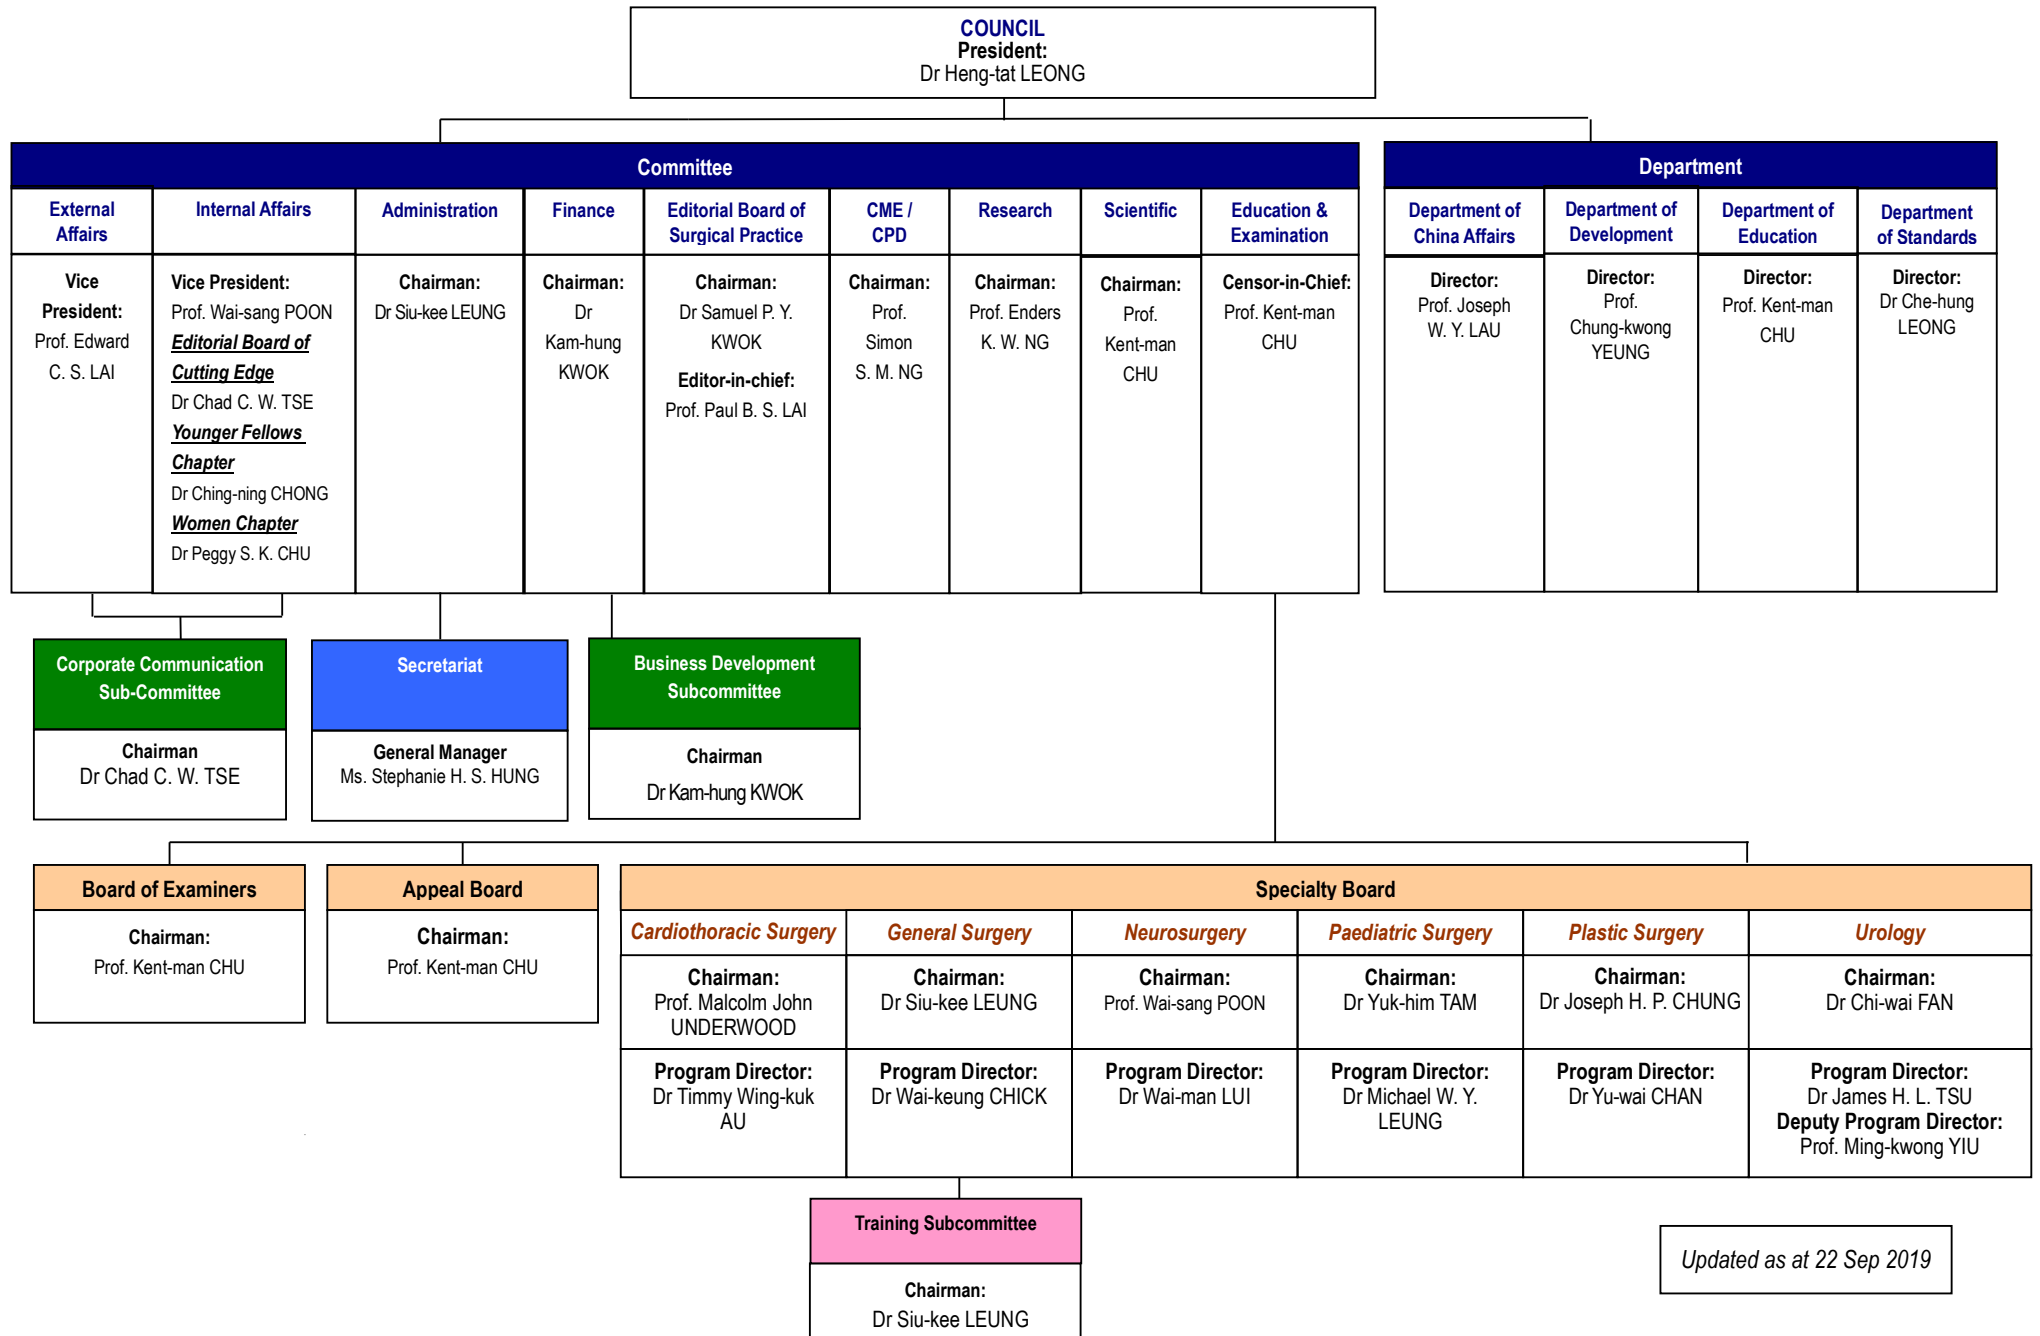 COUNCIL
President:
Dr Heng-tat LEONG
Committee
External
Affairs
Internal Affairs
Administration
Finance
Editorial Board of
Surgical Practice
CME /
CPD
Research
Scientific
Education &
Examination
Vice
President:
Prof. Edward
C. S. LAI
Vice President:
Prof. Wai-sang POON
Editorial Board of
Cutting Edge
Dr Chad C. W. TSE
Younger Fellows
Chapter
Dr Ching-ning CHONG
Women Chapter
Dr Peggy S. K. CHU
Chairman:
Dr Siu-kee LEUNG
Chairman:
Dr
Kam-hung
KWOK
Chairman:
Dr Samuel P. Y.
KWOK
Editor-in-chief:
Prof. Paul B. S. LAI
Chairman:
Prof.
Simon
S. M. NG
Chairman:
Prof. Enders
K. W. NG
Chairman:
Prof.
Kent-man
CHU
Censor-in-Chief:
Prof. Kent-man
CHU
Department
Department of
China Affairs
Department of
Development
Department of
Education
Department
of Standards
Director:
Prof. Joseph
W. Y. LAU
Director:
Prof.
Chung-kwong
YEUNG
Director:
Prof. Kent-man
CHU
Director:
Dr Che-hung
LEONG
Corporate Communication
Sub-Committee
Chairman
Dr Chad C. W. TSE
Secretariat
General Manager
Ms. Stephanie H. S. HUNG
Business Development
Subcommittee
Chairman
Dr Kam-hung KWOK
Board of Examiners
Chairman:
Prof. Kent-man CHU
Appeal Board
Chairman:
Prof. Kent-man CHU
Specialty Board
Cardiothoracic Surgery
General Surgery
Neurosurgery
Paediatric Surgery
Plastic Surgery
Urology
Chairman:
Prof. Malcolm John
UNDERWOOD
Chairman:
Dr Siu-kee LEUNG
Chairman:
Prof. Wai-sang POON
Chairman:
Dr Yuk-him TAM
Chairman:
Dr Joseph H. P. CHUNG
Chairman:
Dr Chi-wai FAN
Program Director:
Dr Timmy Wing-kuk
AU
Program Director:
Dr Wai-keung CHICK
Program Director:
Dr Wai-man LUI
Program Director:
Dr Michael W. Y.
LEUNG
Program Director:
Dr Yu-wai CHAN
Program Director:
Dr James H. L. TSU
Deputy Program Director:
Prof. Ming-kwong YIU
Training Subcommittee
Chairman:
Dr Siu-kee LEUNG
Updated as at 22 Sep 2019